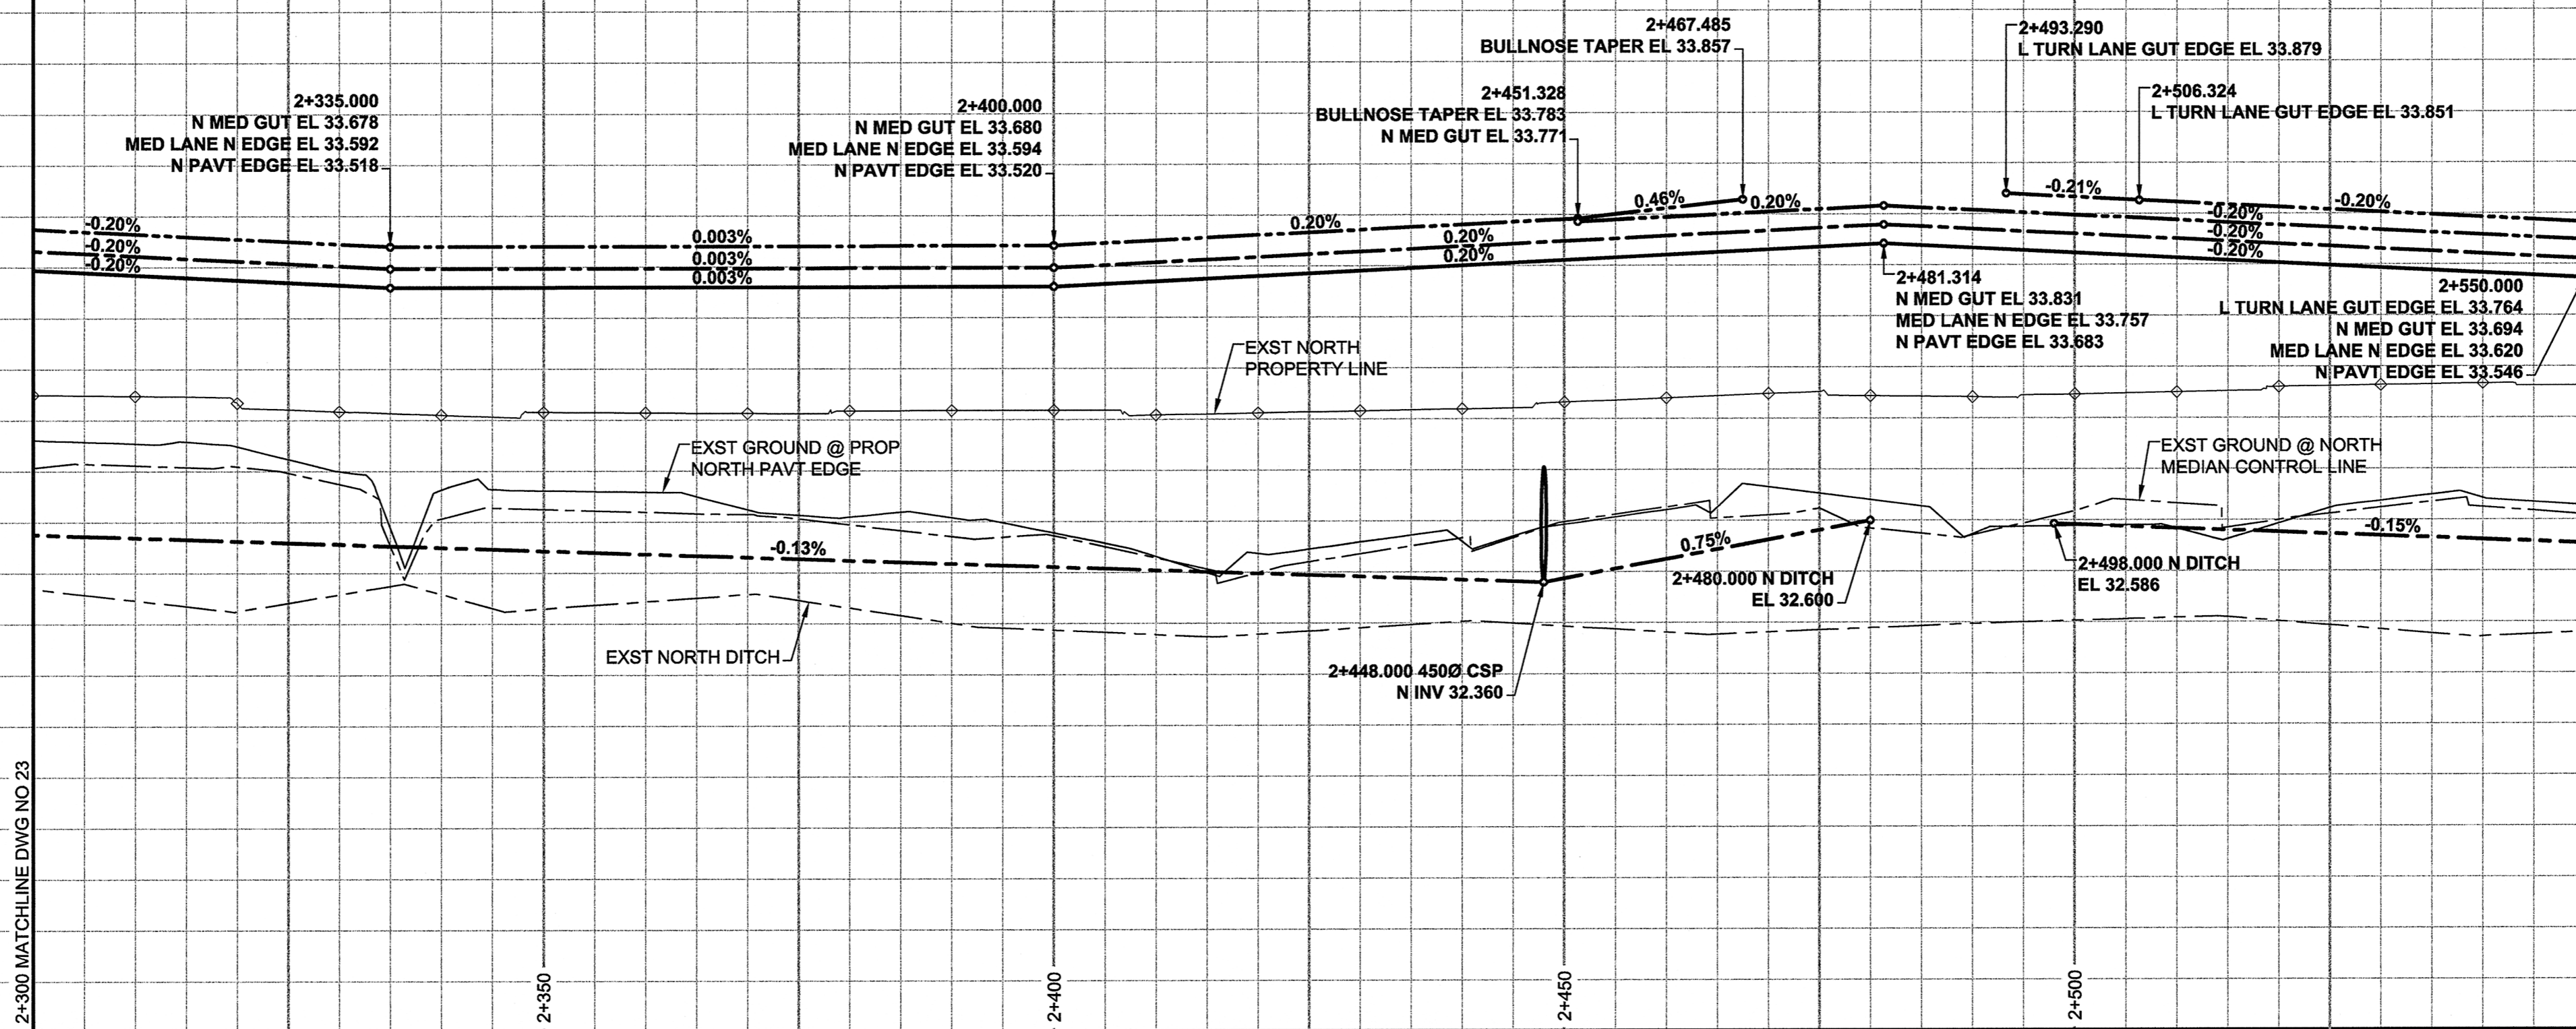 2+467.485
BULLNOSE TAPER EL 33.857
2+493.290
L TURN LANE GUT EDGE EL 33.879
2+335.000
N MED GUT EL 33.678
MED LANE N EDGE EL 33.592
N PAVT EDGE EL 33.518
2+400.000
N MED GUT EL 33.680
MED LANE N EDGE EL 33.594
N PAVT EDGE EL 33.520
2+451.328
BULLNOSE TAPER EL 33.783
N MED GUT EL 33.771
2+506.324
L TURN LANE GUT EDGE EL 33.851
-0.20%
-0.20%
-0.20%
0.003%
0.003%
0.003%
0.20%
0.20%
0.20%
0.46%
0.20%
-0.21%
-0.20%
-0.20%
-0.20%
-0.20%
2+481.314
N MED GUT EL 33.831
MED LANE N EDGE EL 33.757
N PAVT EDGE EL 33.683
2+550.000
L TURN LANE GUT EDGE EL 33.764
N MED GUT EL 33.694
MED LANE N EDGE EL 33.620
N PAVT EDGE EL 33.546
EXST NORTH
PROPERTY LINE
EXST GROUND @ PROP
NORTH PAVT EDGE
EXST GROUND @ NORTH
MEDIAN CONTROL LINE
-0.13%
0.75%
-0.15%
2+480.000 N DITCH
EL 32.600
2+498.000 N DITCH
EL 32.586
EXST NORTH DITCH
2+448.000 450Ø CSP
N INV 32.360
2+300 MATCHLINE DWG NO 23
2+350
2+400
2+450
2+500